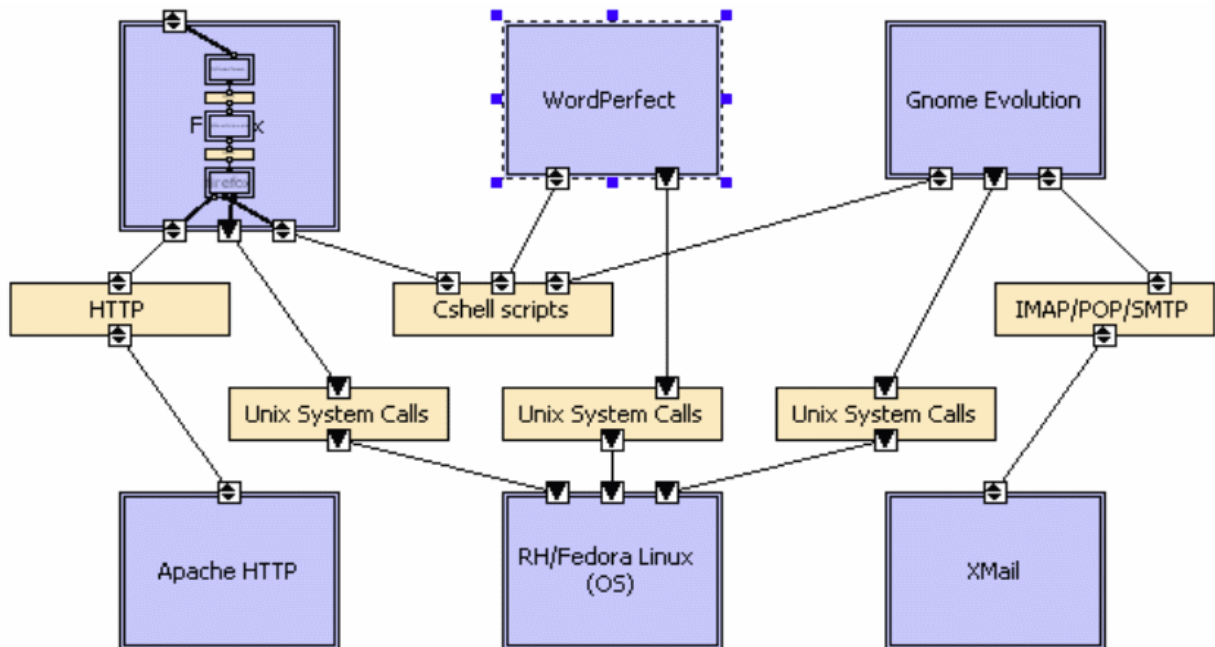 WordPerfect
Gnome Evolution
F x
firefox
HTTP
Cshell scripts
IMAP/POP/SMTP
Unix System Calls
Unix System Calls
Unix System Calls
Apache HTTP
RH/Fedora Linux
(OS)
XMail